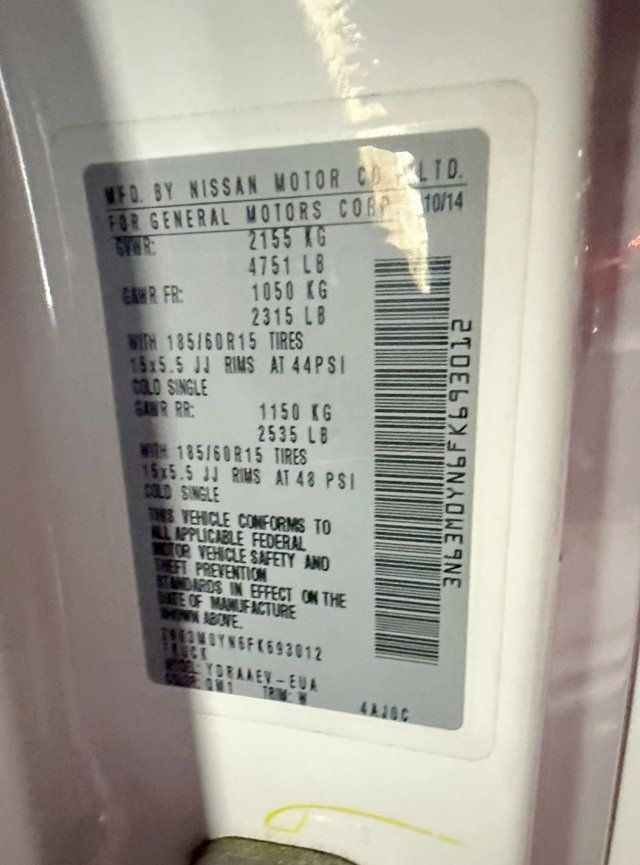 MFD. BY NISSAN MOTOR CO LTD.
FOR GENERAL MOTORS CORP 10/14
GVWR: 2155 KG
4751 LB
GAWR FR: 1050 KG
2315 LB
WITH 185/60R15 TIRES
15x5.5 JJ RIMS AT 44PSI
COLD SINGLE
GAWR RR: 1150 KG
2535 LB
WITH 185/60R15 TIRES
15x5.5 JJ RIMS AT 48 PSI
COLD SINGLE
THIS VEHICLE CONFORMS TO
ALL APPLICABLE FEDERAL
MOTOR VEHICLE SAFETY AND
THEFT PREVENTION
STANDARDS IN EFFECT ON THE
DATE OF MANUFACTURE
SHOWN ABOVE.
3N63M0YN6FK693012
TRUCK
MODEL: YDRAAEV-EUA
COLOR: QM1 TRIM: W 4AJ0C
3N63M0YN6FK693012